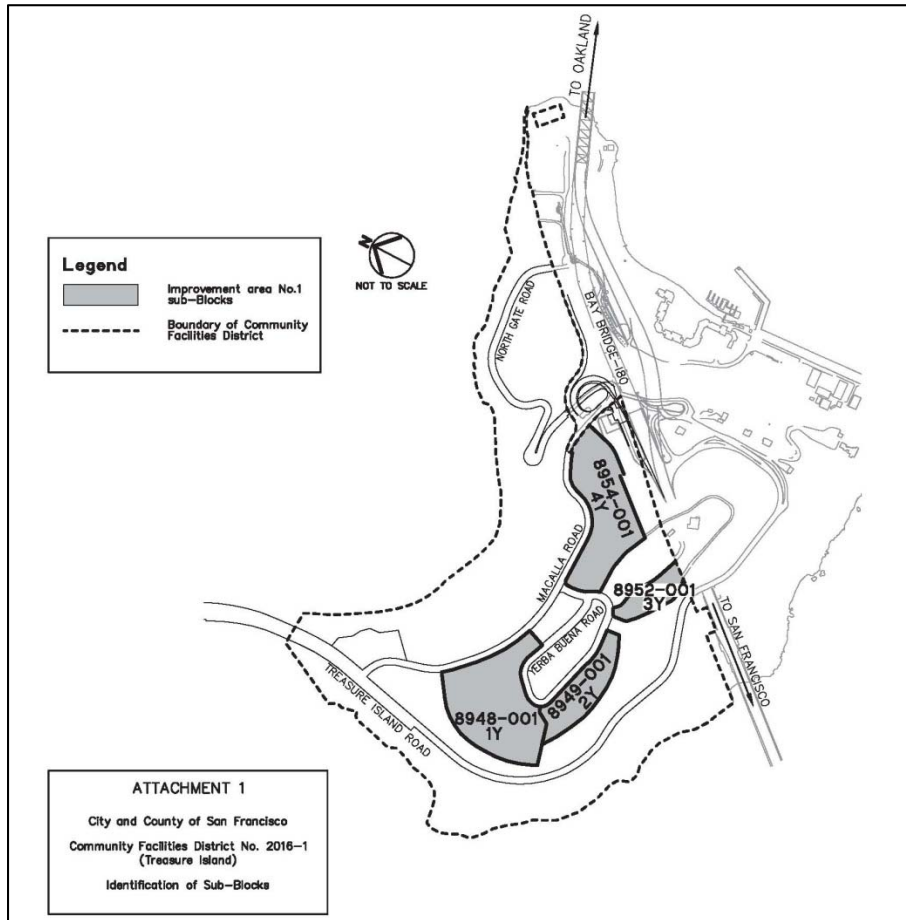 TO OAKLAND
Legend
Improvement area No.1
sub-Blocks
Boundary of Community
Facilities District
N
NOT TO SCALE
NORTH GATE ROAD
BAY BRIDGE-I80
8954-001
4Y
MACALLA ROAD
8952-001
3Y
YERBA BUENA ROAD
TO SAN FRANCISCO
8949-001
2Y
8948-001
1Y
TREASURE ISLAND ROAD
ATTACHMENT 1
City and County of San Francisco
Community Facilities District No. 2016-1
(Treasure Island)
Identification of Sub-Blocks